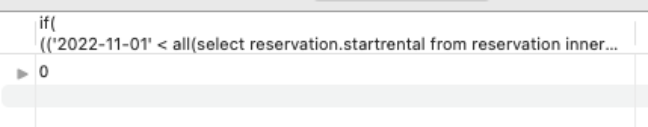 if(
(('2022-11-01' < all(select reservation.startrental from reservation inner...
0